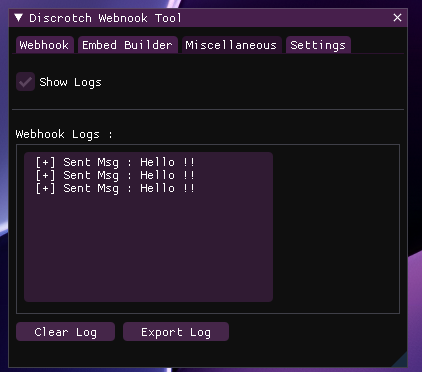 Discrotch Webnook Tool
Webhook Embed Builder Miscellaneous Settings
Show Logs
Webhook Logs :
[+] Sent Msg : Hello !!
[+] Sent Msg : Hello !!
[+] Sent Msg : Hello !!
Clear Log Export Log